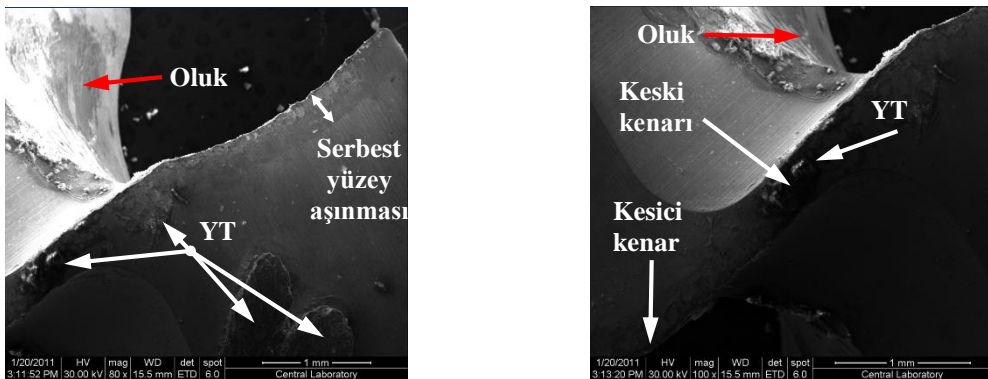 Oluk
Serbest
yüzey
aşınması
YT
1/20/2011 HV mag WD det spot 1 mm
3:11:52 PM 30.00 kV 80 x 15.5 mm ETD 6.0 Central Laboratory
Oluk
Keski
kenarı
YT
Kesici
kenar
1/20/2011 HV mag WD det spot 1 mm
3:13:20 PM 30.00 kV 100 x 15.5 mm ETD 6.0 Central Laboratory